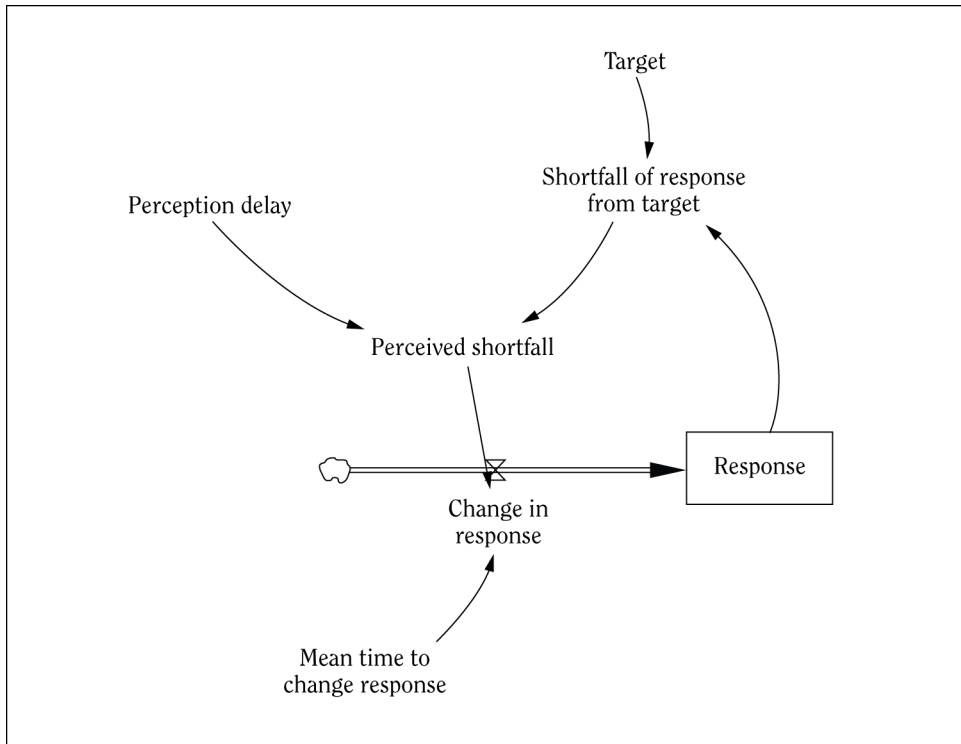 Target
Shortfall of response
from target
Perception delay
Perceived shortfall
Response
Change in
response
Mean time to
change response